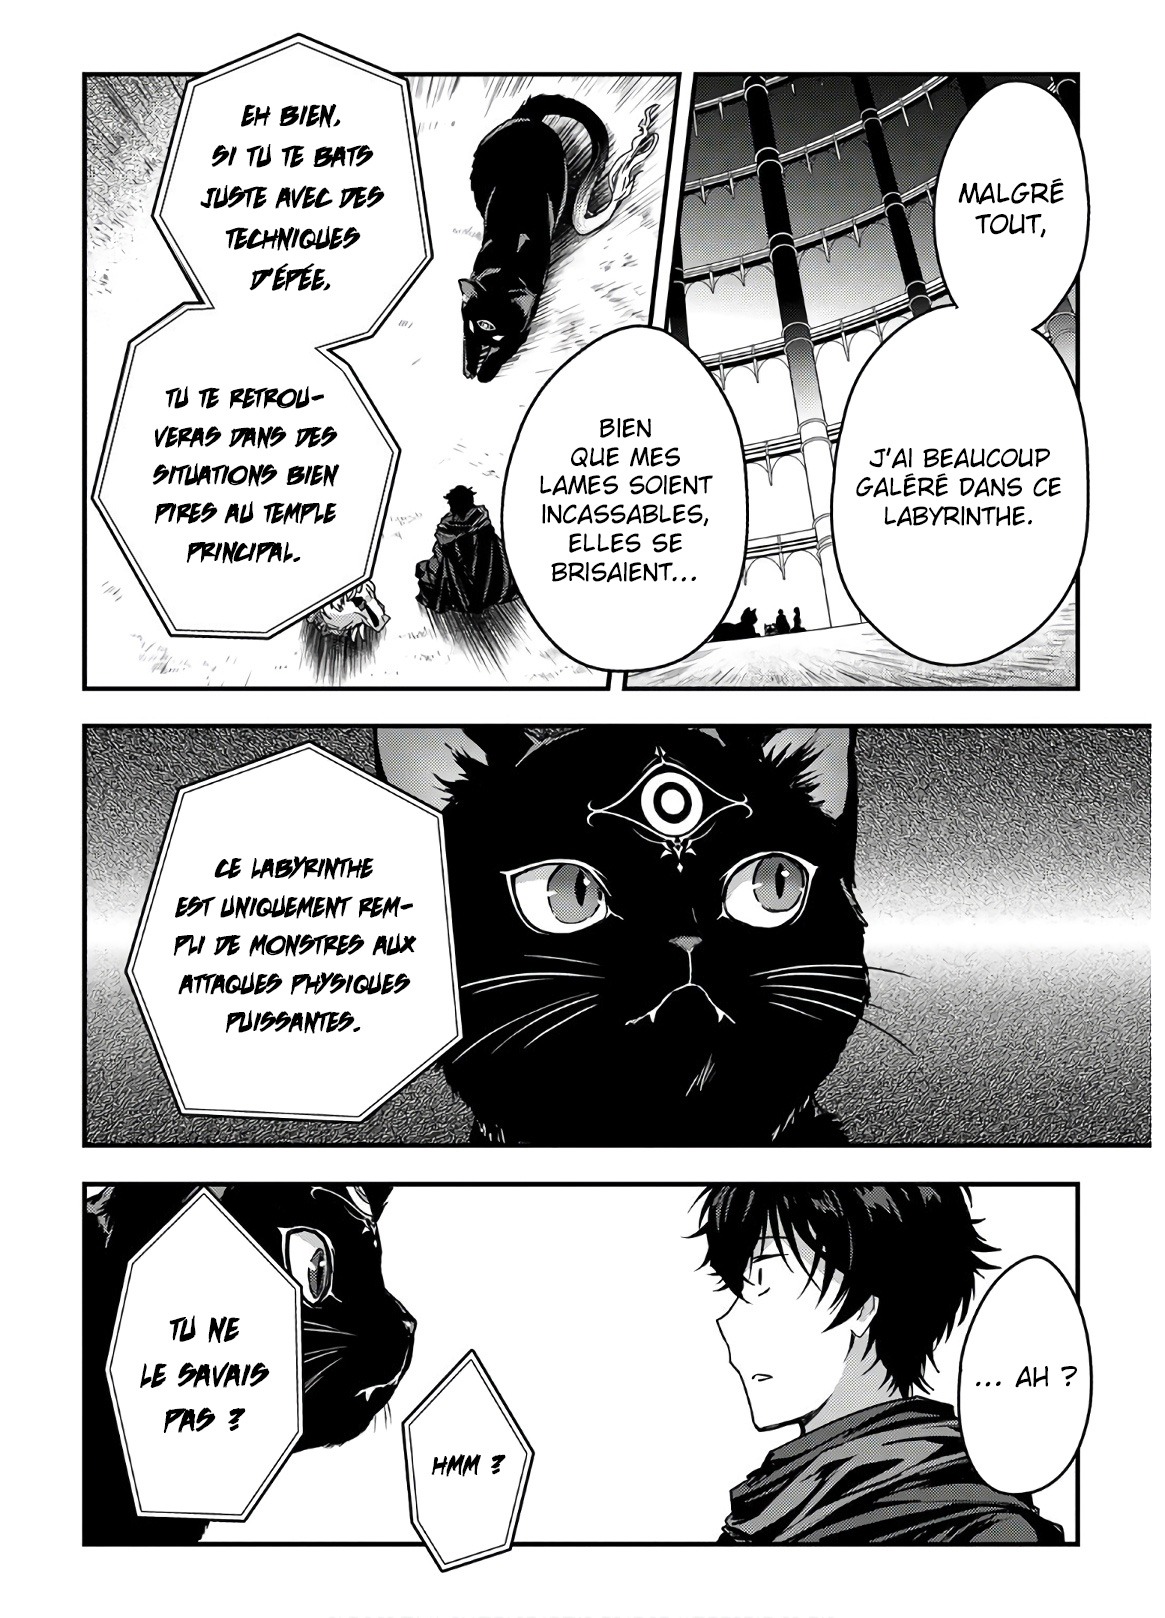 MALGRÉ
TOUT,
J'AI BEAUCOUP
GALÉRÉ DANS CE
LABYRINTHE.
BIEN
QUE MES
LAMES SOIENT
INCASSABLES,
ELLES SE
BRISAIENT...
EH BIEN,
SI TU TE BATS
JUSTE AVEC DES
TECHNIQUES
D'ÉPÉE,
TU TE RETROU-
VERAS DANS DES
SITUATIONS BIEN
PIRES AU TEMPLE
PRINCIPAL.
CE LABYRINTHE
EST UNIQUEMENT REM-
PLI DE MONSTRES AUX
ATTAQUES PHYSIQUES
PUISSANTES.
... AH ?
HMM ?
TU NE
LE SAVAIS
PAS ?